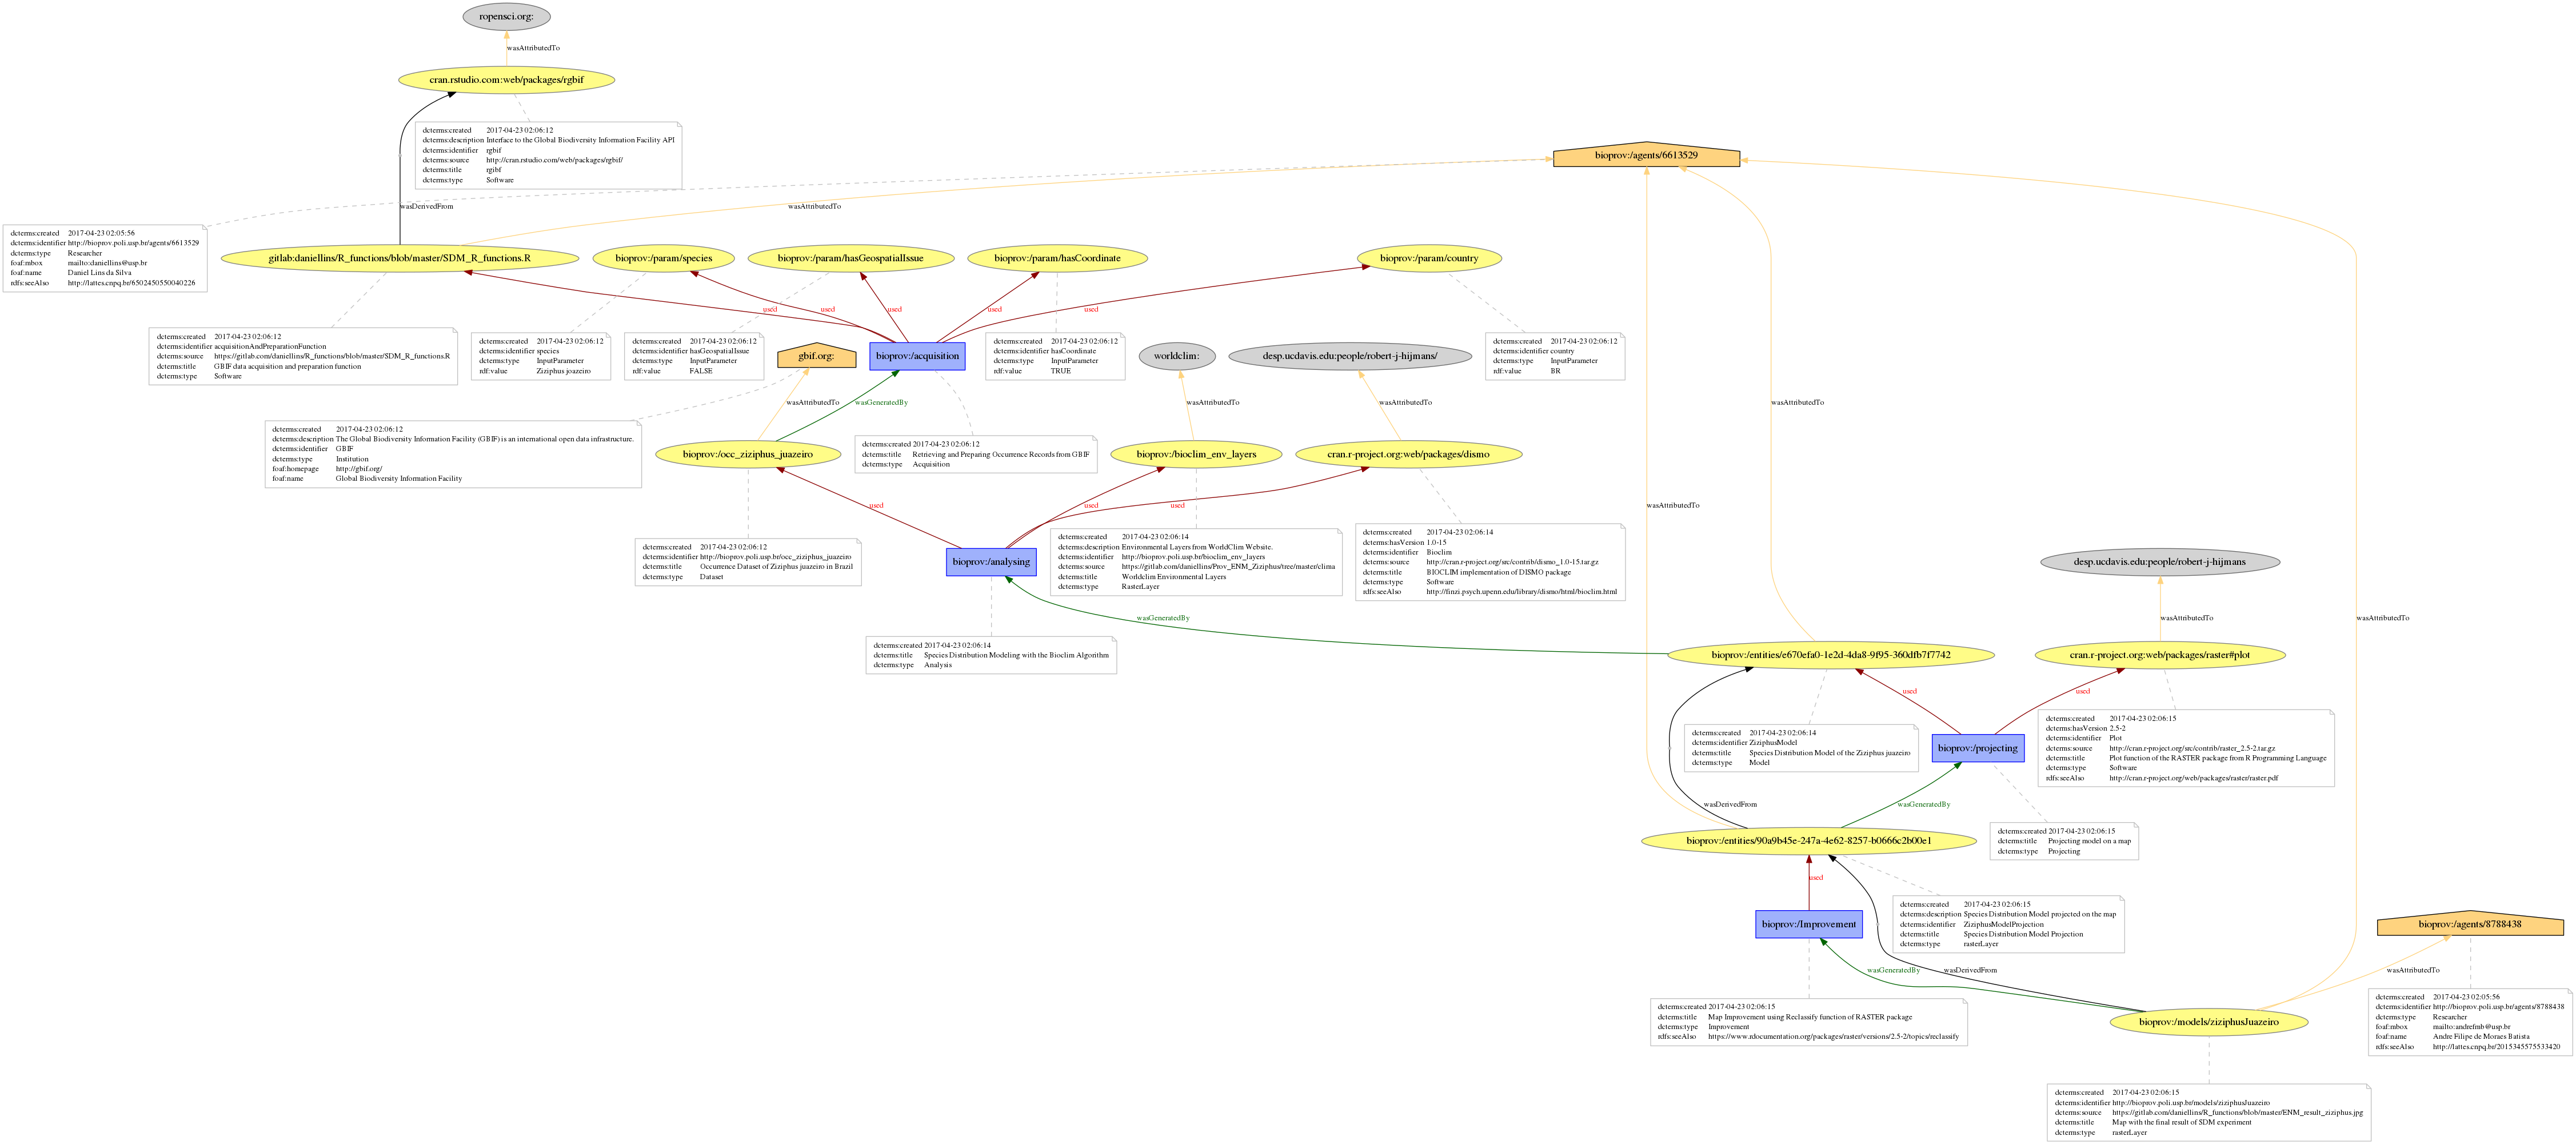 ropensci.org:
wasAttributedTo
cran.rstudio.com:web/packages/rgbif
dcterms:created 2017-04-23 02:06:12
dcterms:description Interface to the Global Biodiversity Information Facility API
dcterms:identifier rgbif
dcterms:source http://cran.rstudio.com/web/packages/rgbif/
dcterms:title rgibf
dcterms:type Software
bioprov:/agents/6613529
wasDerivedFrom
wasAttributedTo
dcterms:created 2017-04-23 02:05:56
dcterms:identifier http://bioprov.poli.usp.br/agents/6613529
dcterms:type Researcher
foaf:mbox mailto:daniellins@usp.br
foaf:name Daniel Lins da Silva
rdfs:seeAlso http://lattes.cnpq.br/6502450550040226
gitlab:daniellins/R_functions/blob/master/SDM_R_functions.R
bioprov:/param/species
bioprov:/param/hasGeospatialIssue
bioprov:/param/hasCoordinate
bioprov:/param/country
used
used
used
used
used
dcterms:created 2017-04-23 02:06:12
dcterms:identifier acquisitionAndPreparationFunction
dcterms:source https://gitlab.com/daniellins/R_functions/blob/master/SDM_R_functions.R
dcterms:title GBIF data acquisition and preparation function
dcterms:type Software
dcterms:created 2017-04-23 02:06:12
dcterms:identifier species
dcterms:type InputParameter
rdf:value Ziziphus joazeiro
dcterms:created 2017-04-23 02:06:12
dcterms:identifier hasGeospatialIssue
dcterms:type InputParameter
rdf:value FALSE
gbif.org:
bioprov:/acquisition
dcterms:created 2017-04-23 02:06:12
dcterms:identifier hasCoordinate
dcterms:type InputParameter
rdf:value TRUE
worldclim:
desp.ucdavis.edu:people/robert-j-hijmans/
dcterms:created 2017-04-23 02:06:12
dcterms:identifier country
dcterms:type InputParameter
rdf:value BR
wasAttributedTo
wasGeneratedBy
wasAttributedTo
wasAttributedTo
wasAttributedTo
dcterms:created 2017-04-23 02:06:12
dcterms:description The Global Biodiversity Information Facility (GBIF) is an international open data infrastructure.
dcterms:identifier GBIF
dcterms:type Institution
foaf:homepage http://gbif.org/
foaf:name Global Biodiversity Information Facility
bioprov:/occ_ziziphus_juazeiro
dcterms:created 2017-04-23 02:06:12
dcterms:title Retrieving and Preparing Occurrence Records from GBIF
dcterms:type Acquisition
bioprov:/bioclim_env_layers
cran.r-project.org:web/packages/dismo
used
used
used
wasAttributedTo
dcterms:created 2017-04-23 02:06:12
dcterms:identifier http://bioprov.poli.usp.br/occ_ziziphus_juazeiro
dcterms:title Occurrence Dataset of Ziziphus juazeiro in Brazil
dcterms:type Dataset
bioprov:/analysing
dcterms:created 2017-04-23 02:06:14
dcterms:description Environmental Layers from WorldClim Website.
dcterms:identifier http://bioprov.poli.usp.br/bioclim_env_layers
dcterms:source https://gitlab.com/daniellins/Prov_ENM_Ziziphus/tree/master/clima
dcterms:title Worldclim Environmental Layers
dcterms:type RasterLayer
dcterms:created 2017-04-23 02:06:14
dcterms:hasVersion 1.0-15
dcterms:identifier Bioclim
dcterms:source http://cran.r-project.org/src/contrib/dismo_1.0-15.tar.gz
dcterms:title BIOCLIM implementation of DISMO package
dcterms:type Software
rdfs:seeAlso http://finzi.psych.upenn.edu/library/dismo/html/bioclim.html
desp.ucdavis.edu:people/robert-j-hijmans
wasGeneratedBy
wasAttributedTo
wasAttributedTo
dcterms:created 2017-04-23 02:06:14
dcterms:title Species Distribution Modeling with the Bioclim Algorithm
dcterms:type Analysis
bioprov:/entities/e670efa0-1e2d-4da8-9f95-360dfb7f7742
cran.r-project.org:web/packages/raster#plot
used
used
dcterms:created 2017-04-23 02:06:14
dcterms:identifier ZiziphusModel
dcterms:title Species Distribution Model of the Ziziphus juazeiro
dcterms:type Model
bioprov:/projecting
dcterms:created 2017-04-23 02:06:15
dcterms:hasVersion 2.5-2
dcterms:identifier Plot
dcterms:source http://cran.r-project.org/src/contrib/raster_2.5-2.tar.gz
dcterms:title Plot function of the RASTER package from R Programming Language
dcterms:type Software
rdfs:seeAlso http://cran.r-project.org/web/packages/raster/raster.pdf
wasDerivedFrom
wasGeneratedBy
bioprov:/entities/90a9b45e-247a-4e62-8257-b0666c2b00e1
dcterms:created 2017-04-23 02:06:15
dcterms:title Projecting model on a map
dcterms:type Projecting
used
bioprov:/Improvement
dcterms:created 2017-04-23 02:06:15
dcterms:description Species Distribution Model projected on the map
dcterms:identifier ZiziphusModelProjection
dcterms:title Species Distribution Model Projection
dcterms:type rasterLayer
bioprov:/agents/8788438
wasGeneratedBy
wasDerivedFrom
wasAttributedTo
dcterms:created 2017-04-23 02:06:15
dcterms:title Map Improvement using Reclassify function of RASTER package
dcterms:type Improvement
rdfs:seeAlso https://www.rdocumentation.org/packages/raster/versions/2.5-2/topics/reclassify
bioprov:/models/ziziphusJuazeiro
dcterms:created 2017-04-23 02:05:56
dcterms:identifier http://bioprov.poli.usp.br/agents/8788438
dcterms:type Researcher
foaf:mbox mailto:andrefmb@usp.br
foaf:name Andre Filipe de Moraes Batista
rdfs:seeAlso http://lattes.cnpq.br/2015345575533420
dcterms:created 2017-04-23 02:06:15
dcterms:identifier http://bioprov.poli.usp.br/models/ziziphusJuazeiro
dcterms:source https://gitlab.com/daniellins/R_functions/blob/master/ENM_result_ziziphus.jpg
dcterms:title Map with the final result of SDM experiment
dcterms:type rasterLayer